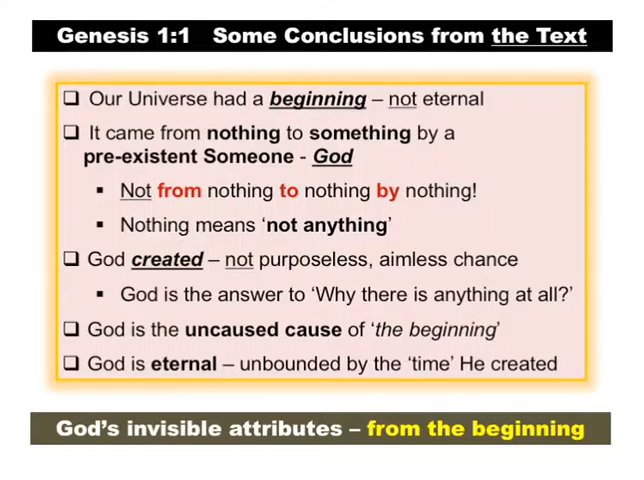 Genesis 1:1 Some Conclusions from the Text
❑ Our Universe had a beginning – not eternal
❑ It came from nothing to something by a
pre-existent Someone - God
▪ Not from nothing to nothing by nothing!
▪ Nothing means ‘not anything’
❑ God created – not purposeless, aimless chance
▪ God is the answer to ‘Why there is anything at all?’
❑ God is the uncaused cause of ‘the beginning’
❑ God is eternal – unbounded by the ‘time’ He created
God’s invisible attributes – from the beginning